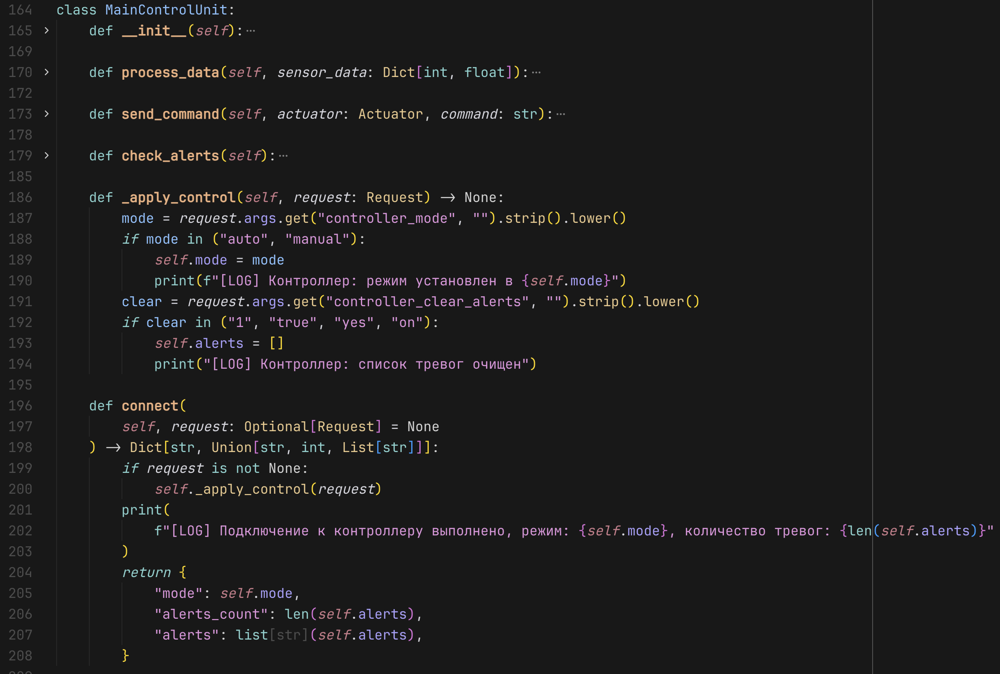 164 class MainControlUnit:
165 > def __init__(self):···
169
170 > def process_data(self, sensor_data: Dict[int, float]):···
172
173 > def send_command(self, actuator: Actuator, command: str):···
178
179 > def check_alerts(self):···
185
186 def _apply_control(self, request: Request) -> None:
187 mode = request.args.get("controller_mode", "").strip().lower()
188 if mode in ("auto", "manual"):
189 self.mode = mode
190 print(f"[LOG] Контроллер: режим установлен в {self.mode}")
191 clear = request.args.get("controller_clear_alerts", "").strip().lower()
192 if clear in ("1", "true", "yes", "on"):
193 self.alerts = []
194 print("[LOG] Контроллер: список тревог очищен")
195
196 def connect(
197 self, request: Optional[Request] = None
198 ) -> Dict[str, Union[str, int, List[str]]]:
199 if request is not None:
200 self._apply_control(request)
201 print(
202 f"[LOG] Подключение к контроллеру выполнено, режим: {self.mode}, количество тревог: {len(self.alerts)}"
203 )
204 return {
205 "mode": self.mode,
206 "alerts_count": len(self.alerts),
207 "alerts": list[str](self.alerts),
208 }